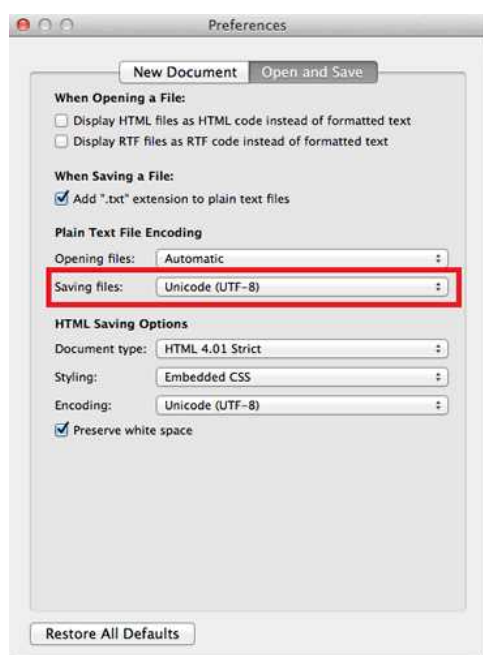 Preferences
New Document Open and Save
When Opening a File:
Display HTML files as HTML code instead of formatted text
Display RTF files as RTF code instead of formatted text
When Saving a File:
Add ".txt" extension to plain text files
Plain Text File Encoding
Opening files: Automatic
Saving files: Unicode (UTF-8)
HTML Saving Options
Document type: HTML 4.01 Strict
Styling: Embedded CSS
Encoding: Unicode (UTF-8)
Preserve white space
Restore All Defaults